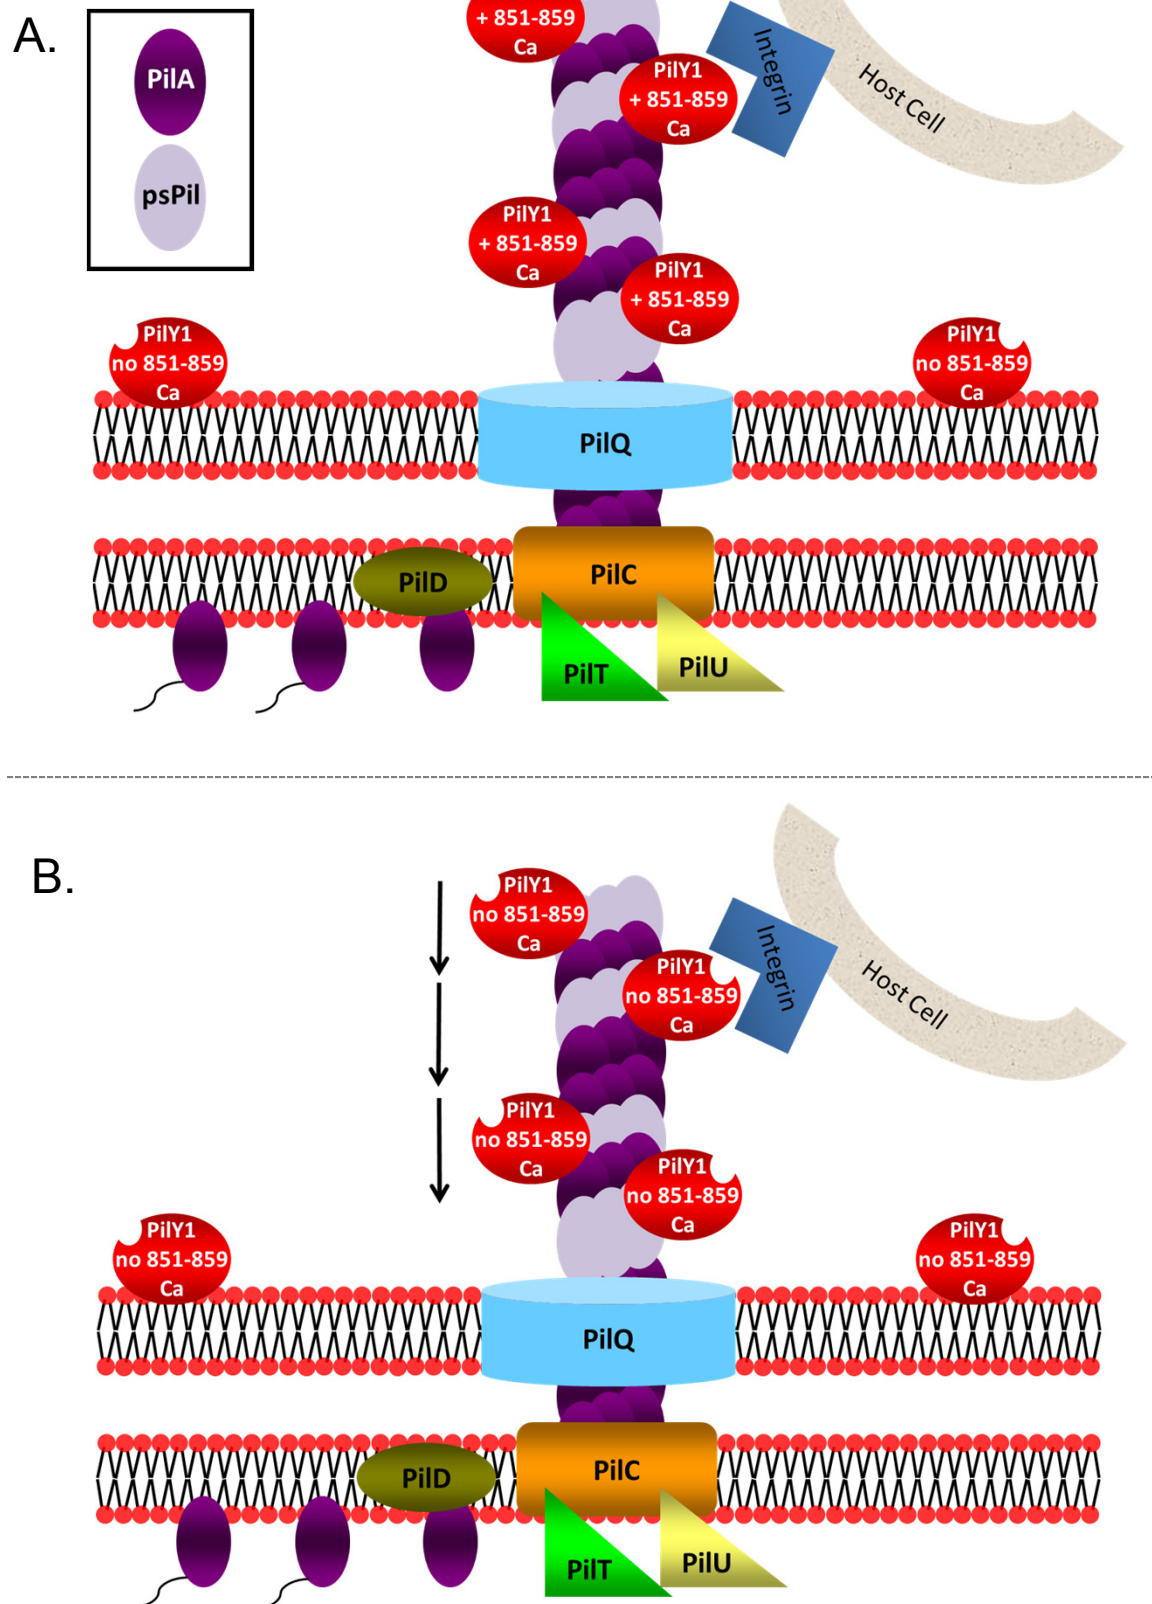 A.
PilA
psPil
+ 851-859
Ca
PilY1
+ 851-859
Ca
Integrin
Host Cell
PilY1
+ 851-859
Ca
PilY1
+ 851-859
Ca
PilY1
no 851-859
Ca
PilY1
no 851-859
Ca
PilQ
PilD
PilC
PilT
PilU
B.
PilY1
no 851-859
Ca
PilY1
no 851-859
Ca
Integrin
Host Cell
PilY1
no 851-859
Ca
PilY1
no 851-859
Ca
PilY1
no 851-859
Ca
PilY1
no 851-859
Ca
PilQ
PilD
PilC
PilT
PilU